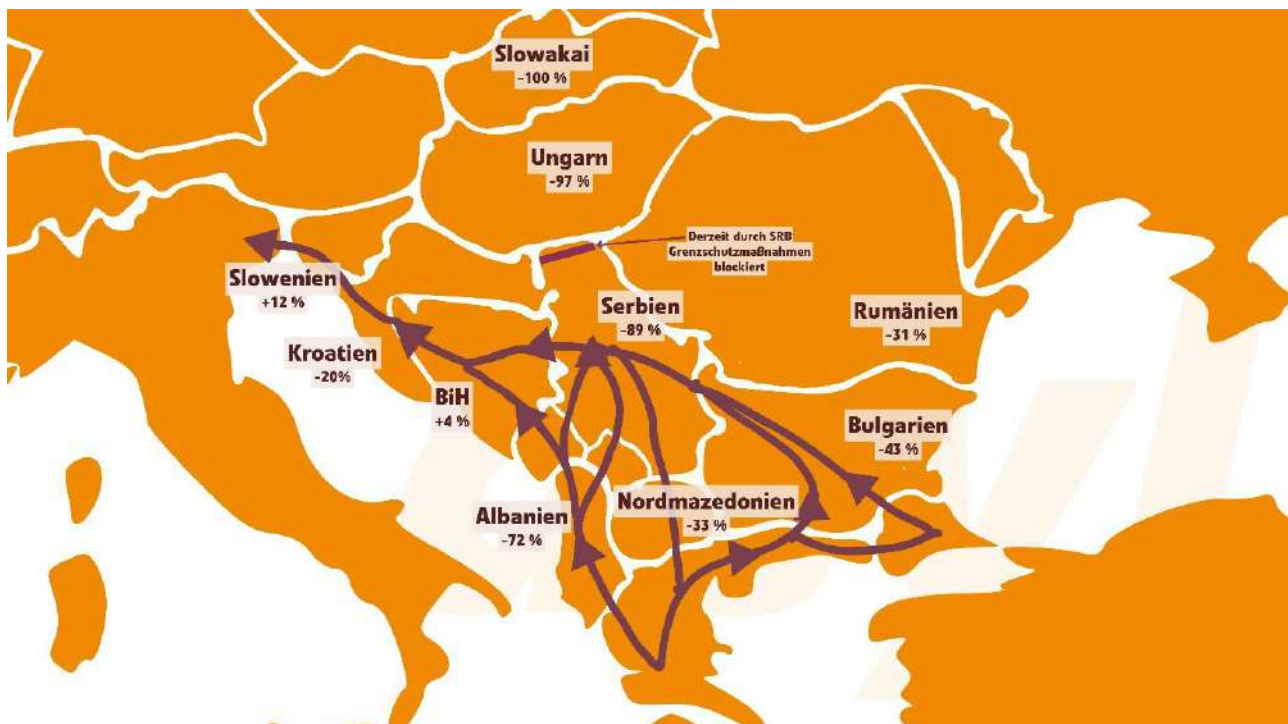 Slowakai
-100 %
Ungarn
-97 %
Derzeit durch SRB
Grenzschutzmaßnahmen
blockiert
Slowenien
+12 %
Serbien
-89 %
Rumänien
-31 %
Kroatien
-20%
BiH
+4 %
Bulgarien
-43 %
Albanien
-72 %
Nordmazedonien
-33 %